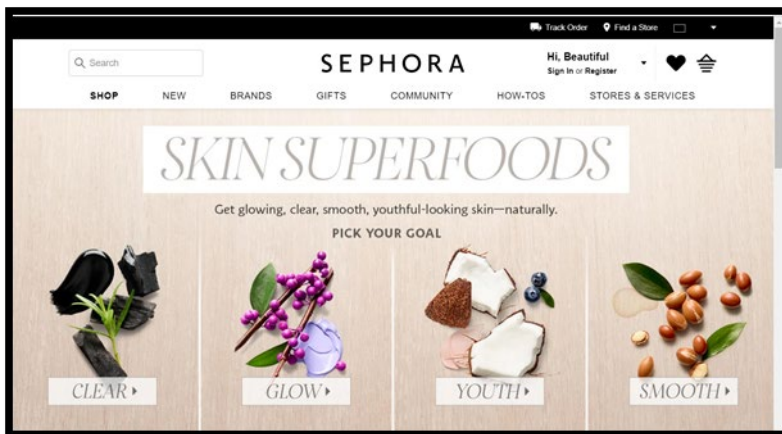 Track Order Find a Store
Search
SEPHORA
Hi, Beautiful
Sign In or Register
SHOP NEW BRANDS GIFTS COMMUNITY HOW-TOS STORES & SERVICES
SKIN SUPERFOODS
Get glowing, clear, smooth, youthful-looking skin—naturally.
PICK YOUR GOAL
CLEAR GLOW YOUTH SMOOTH